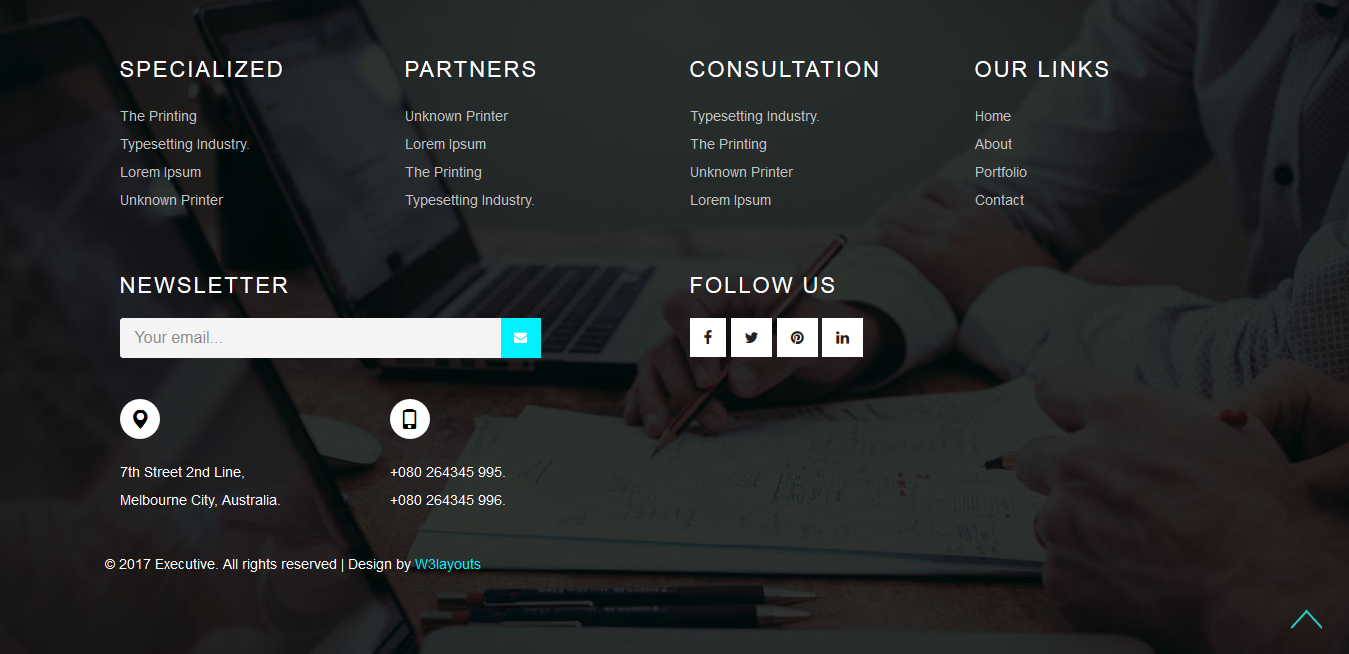 SPECIALIZED
The Printing
Typesetting Industry.
Lorem Ipsum
Unknown Printer
PARTNERS
Unknown Printer
Lorem Ipsum
The Printing
Typesetting Industry.
CONSULTATION
Typesetting Industry.
The Printing
Unknown Printer
Lorem Ipsum
OUR LINKS
Home
About
Portfolio
Contact
NEWSLETTER
Your email...
FOLLOW US
7th Street 2nd Line,
Melbourne City, Australia.
+080 264345 995.
+080 264345 996.
© 2017 Executive. All rights reserved | Design by W3layouts